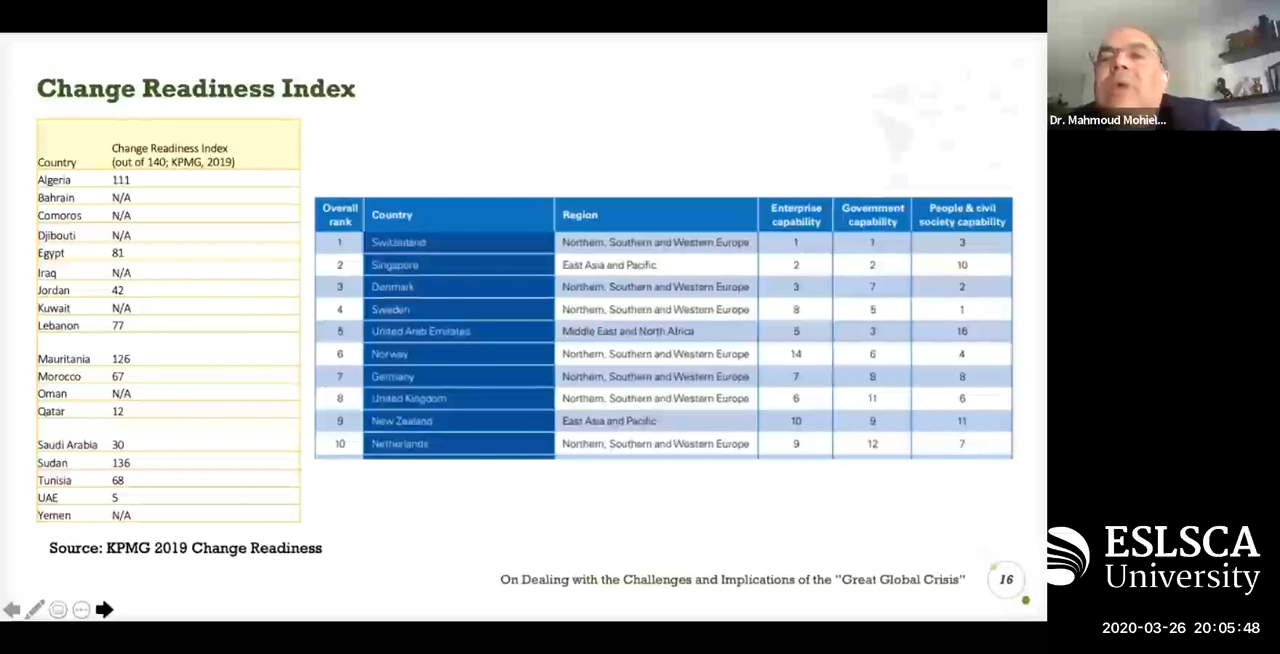 Change Readiness Index
Country Change Readiness Index (out of 140; KPMG, 2019)
Algeria 111
Bahrain N/A
Comoros N/A
Djibouti N/A
Egypt 81
Iraq N/A
Jordan 42
Kuwait N/A
Lebanon 77
Mauritania 126
Morocco 67
Oman N/A
Qatar 12
Saudi Arabia 30
Sudan 136
Tunisia 68
UAE 5
Yemen N/A
Overall rank Country Region Enterprise capability Government capability People & civil society capability
1 Switzerland Northern, Southern and Western Europe 1 1 3
2 Singapore East Asia and Pacific 2 2 10
3 Denmark Northern, Southern and Western Europe 3 7 2
4 Sweden Northern, Southern and Western Europe 8 5 1
5 United Arab Emirates Middle East and North Africa 5 3 16
6 Norway Northern, Southern and Western Europe 14 6 4
7 Germany Northern, Southern and Western Europe 7 8 8
8 United Kingdom Northern, Southern and Western Europe 6 11 6
9 New Zealand East Asia and Pacific 10 9 11
10 Netherlands Northern, Southern and Western Europe 9 12 7
Source: KPMG 2019 Change Readiness
On Dealing with the Challenges and Implications of the "Great Global Crisis" 16
Dr. Mahmoud Mohiel...
ESLSCA
University
2020-03-26 20:05:48